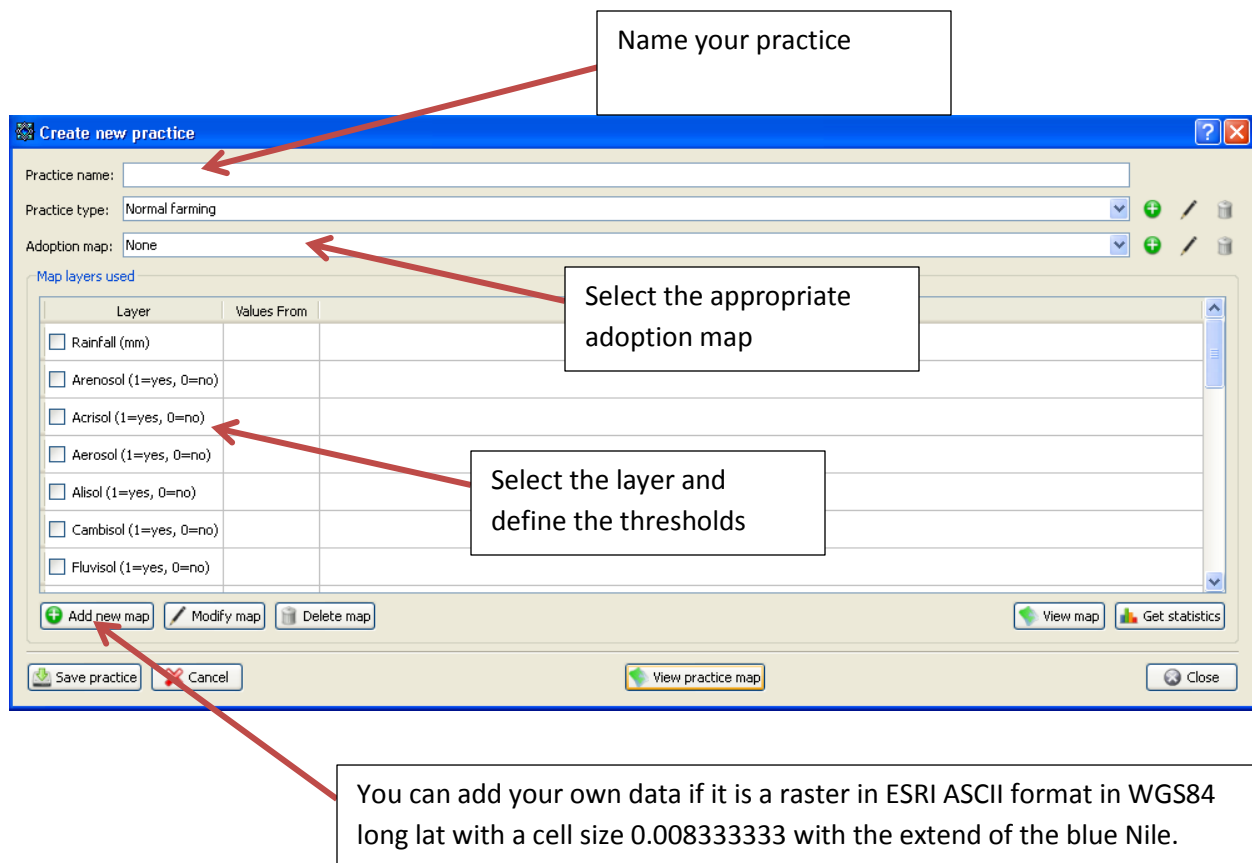 Name your practice
Create new practice
Practice name:
Practice type: Normal farming
Adoption map: None
Map layers used
Select the appropriate
adoption map
Layer Values From
Rainfall (mm)
Arenosol (1=yes, 0=no)
Acrisol (1=yes, 0=no)
Aerosol (1=yes, 0=no)
Alisol (1=yes, 0=no)
Cambisol (1=yes, 0=no)
Fluvisol (1=yes, 0=no)
Select the layer and
define the thresholds
Add new map Modify map Delete map View map Get statistics
Save practice Cancel View practice map Close
You can add your own data if it is a raster in ESRI ASCII format in WGS84
long lat with a cell size 0.008333333 with the extend of the blue Nile.